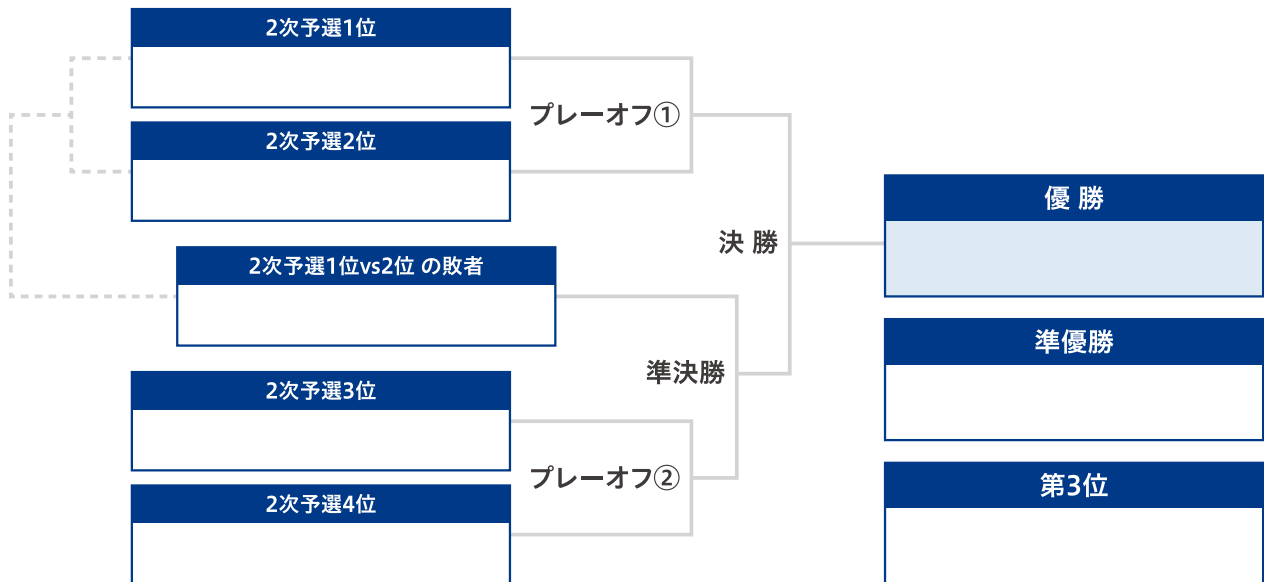 2次予選1位
プレーオフ①
2次予選2位
決 勝
優 勝
2次予選1位vs2位 の敗者
準決勝
準優勝
2次予選3位
プレーオフ②
2次予選4位
第3位